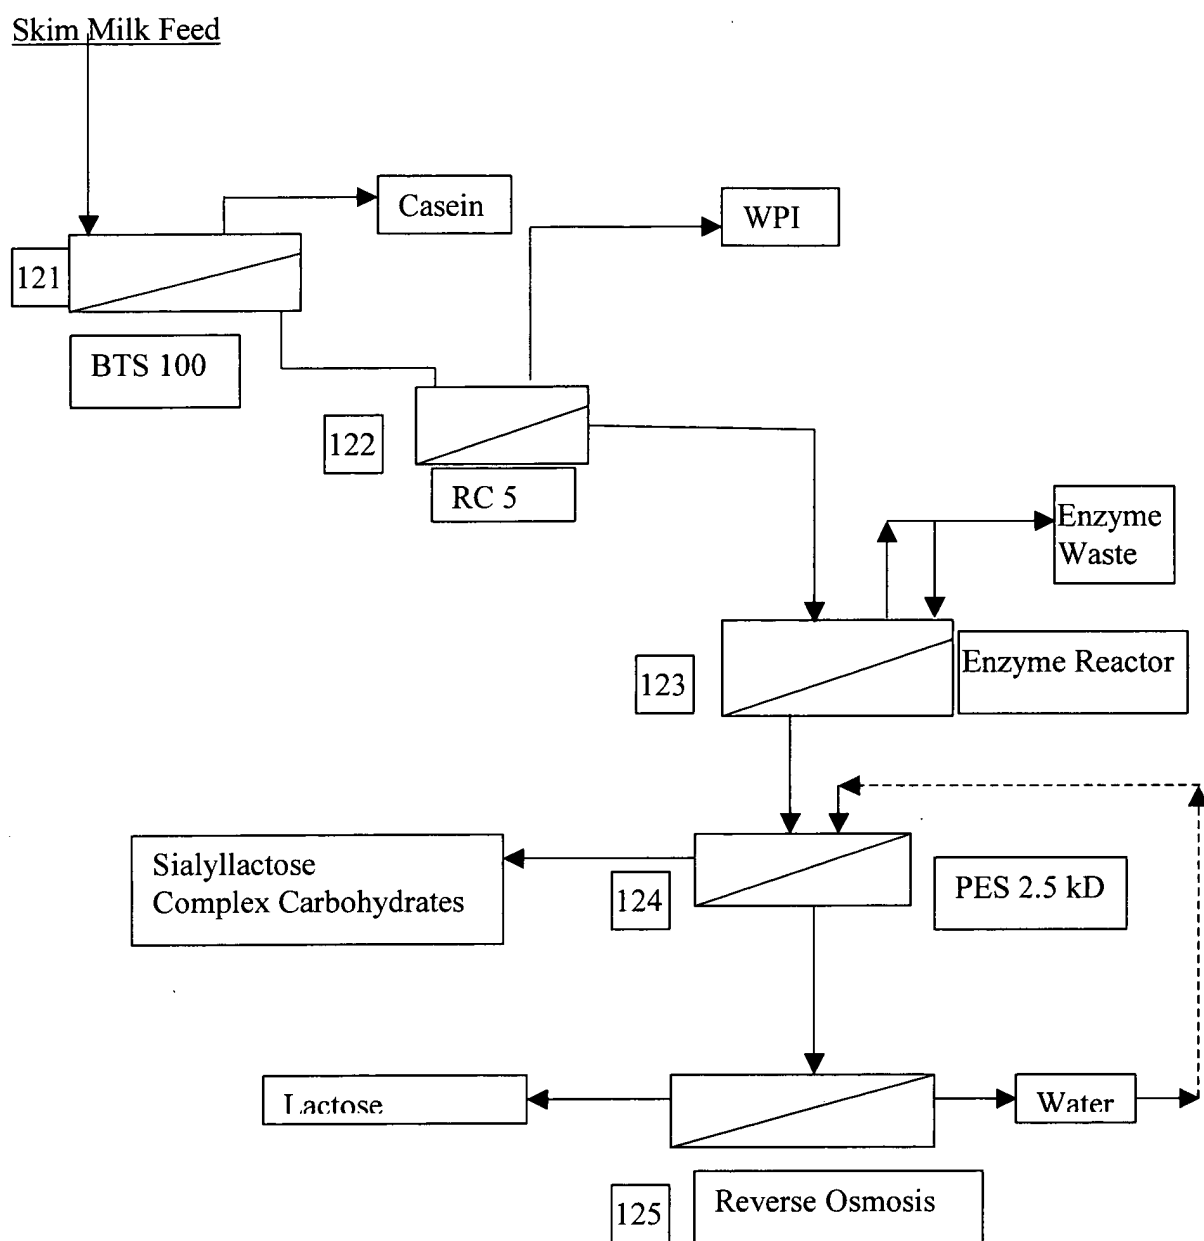 Skim Milk Feed
Casein
WPI
121
BTS 100
122
RC 5
Enzyme
Waste
123
Enzyme Reactor
Sialyllactose
Complex Carbohydrates
124
PES 2.5 kD
Lactose
Water
125
Reverse Osmosis